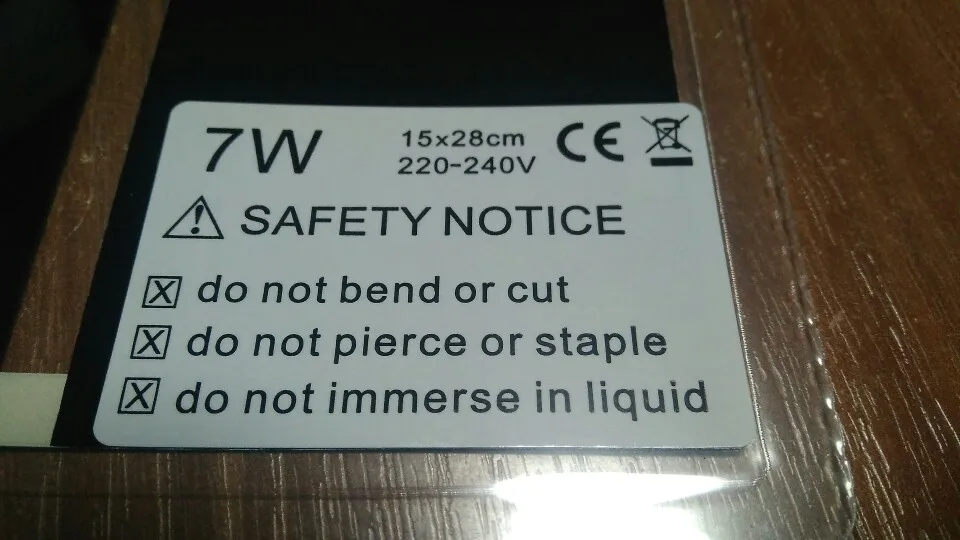 7W
15x28cm
220-240V
CE
SAFETY NOTICE
do not bend or cut
do not pierce or staple
do not immerse in liquid